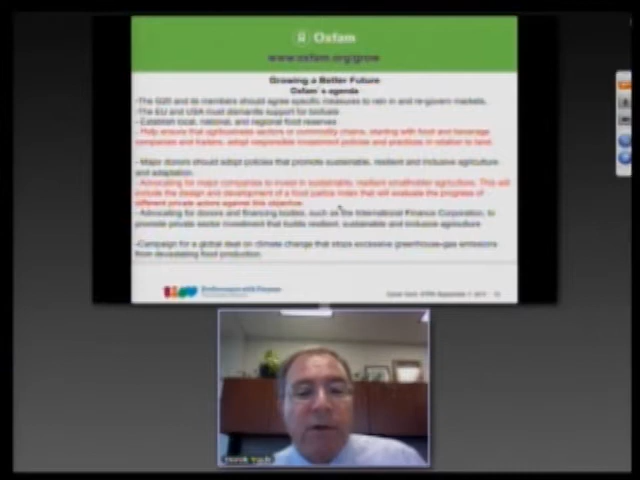 Oxfam
www.oxfam.org/grow
Growing a Better Future
Oxfam's agenda
-The G20 and its members should agree specific measures to rein in and re-govern markets.
-The EU and USA must dismantle support for biofuels
- Establish local, national, and regional food reserves
- Help ensure that agribusiness sectors or commodity chains, starting with food and beverage
companies and traders, adopt responsible investment policies and practices in relation to land.
- Major donors should adopt policies that promote sustainable, resilient and inclusive agriculture
and adaptation.
-Advocating for major companies to invest in sustainable, resilient smallholder agriculture. This will
include the design and development of a food justice index that will evaluate the progress of
different private actors against this objective.
- Advocating for donors and financing bodies, such as the International Finance Corporation, to
promote private sector investment that builds resilient, sustainable and inclusive agriculture
-Campaign for a global deal on climate change that stops excessive greenhouse-gas emissions
from devastating food production.